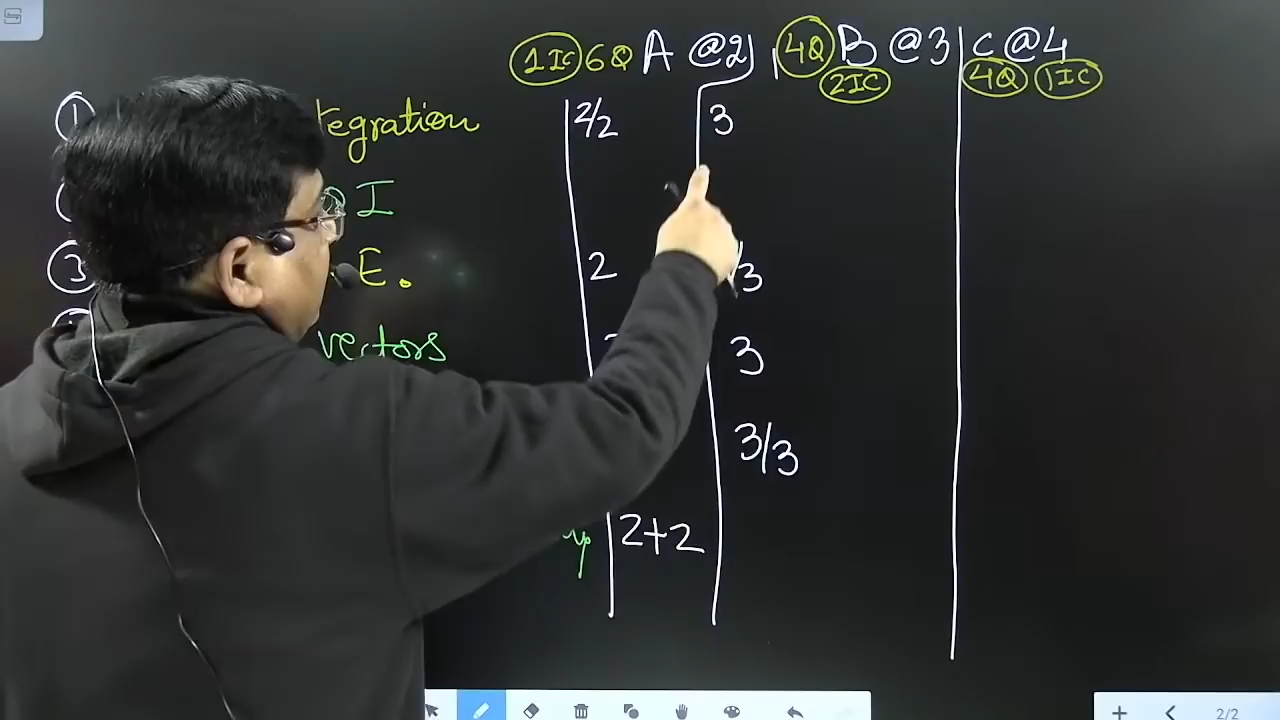 1IC 6Q A @2 4Q B @3 C @4
2IC 4Q 1IC
tegration 2/2 3
I
3 E. 2 /3
vectors 3
3/3
y 2+2
2/2